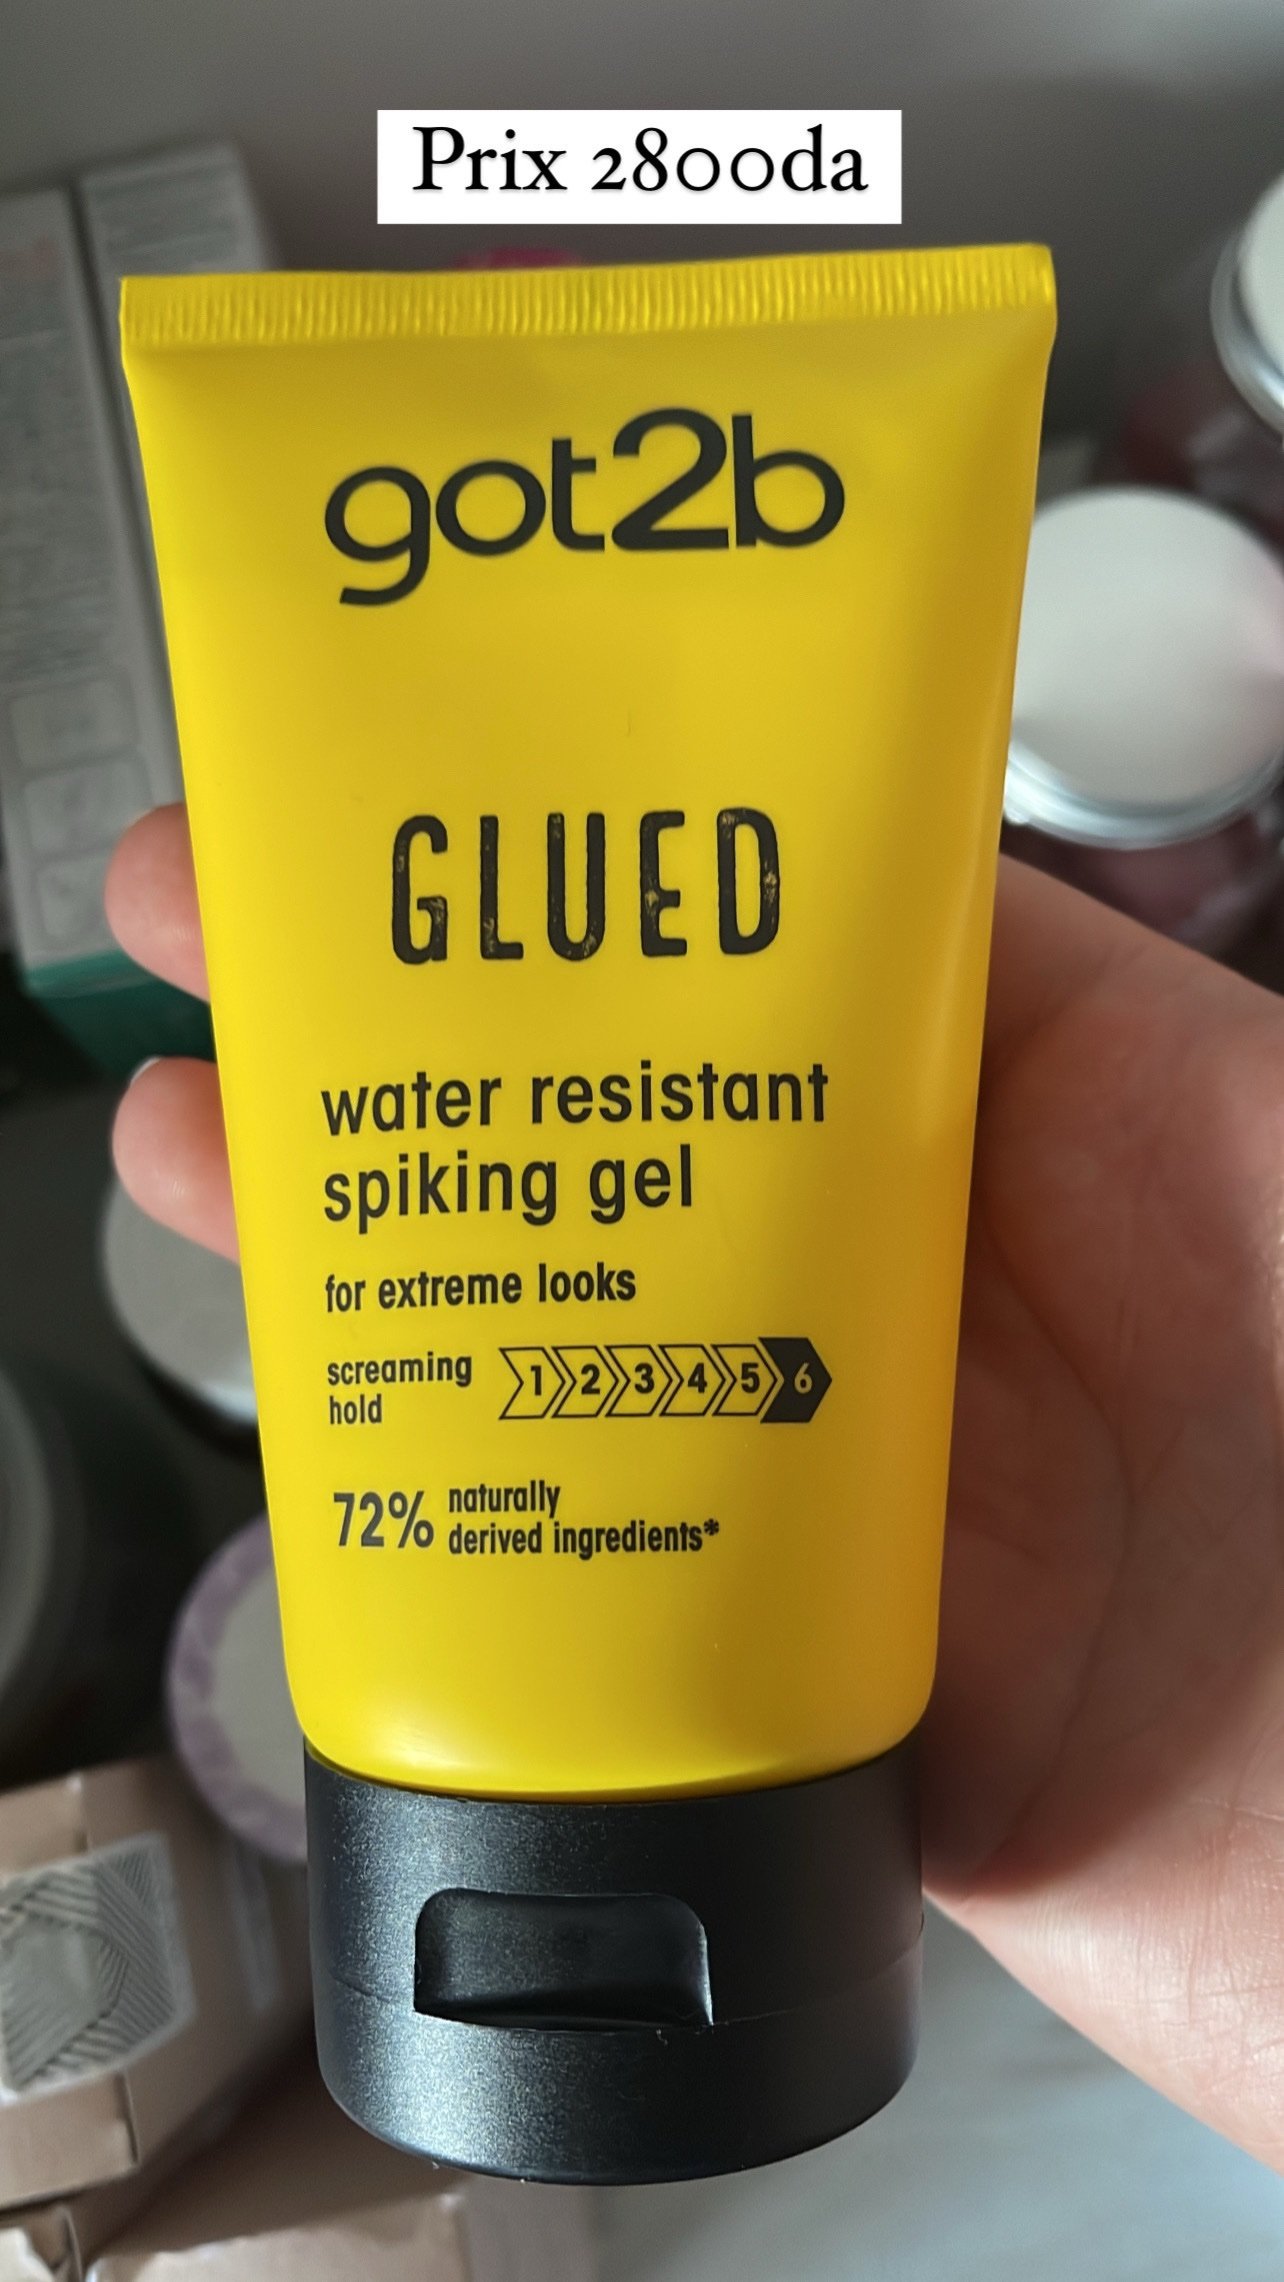 Prix 2800da
got2b
GLUED
water resistant
spiking gel
for extreme looks
screaming
hold
1 2 3 4 5 6
72% naturally
derived ingredients*